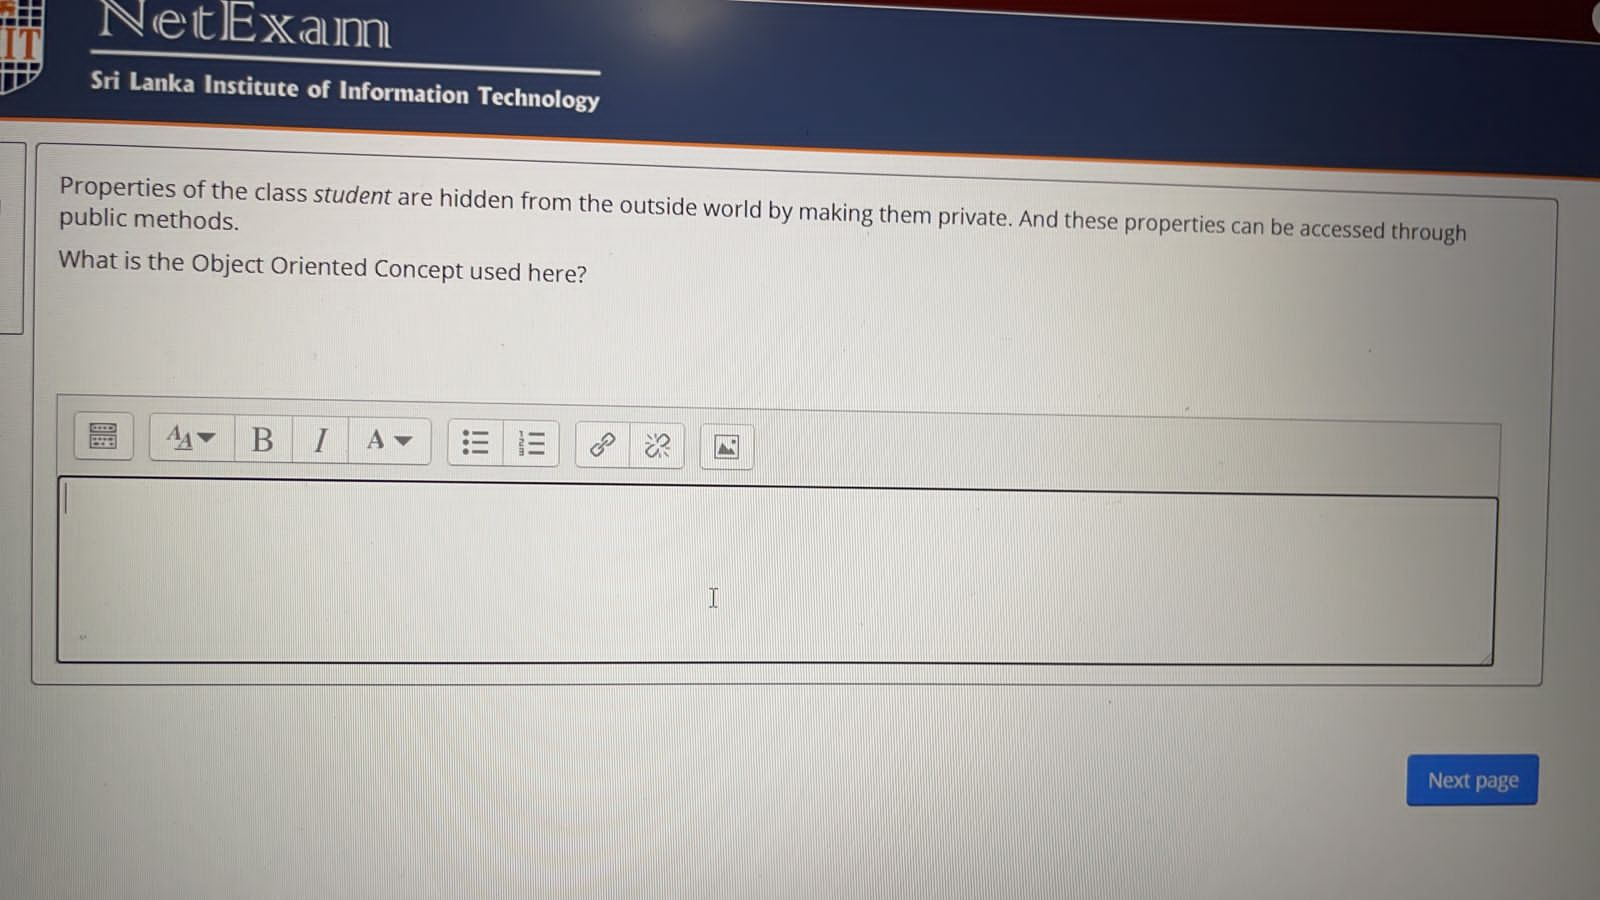 IT
NetExam
Sri Lanka Institute of Information Technology
Properties of the class student are hidden from the outside world by making them private. And these properties can be accessed through
public methods.
What is the Object Oriented Concept used here?
Next page